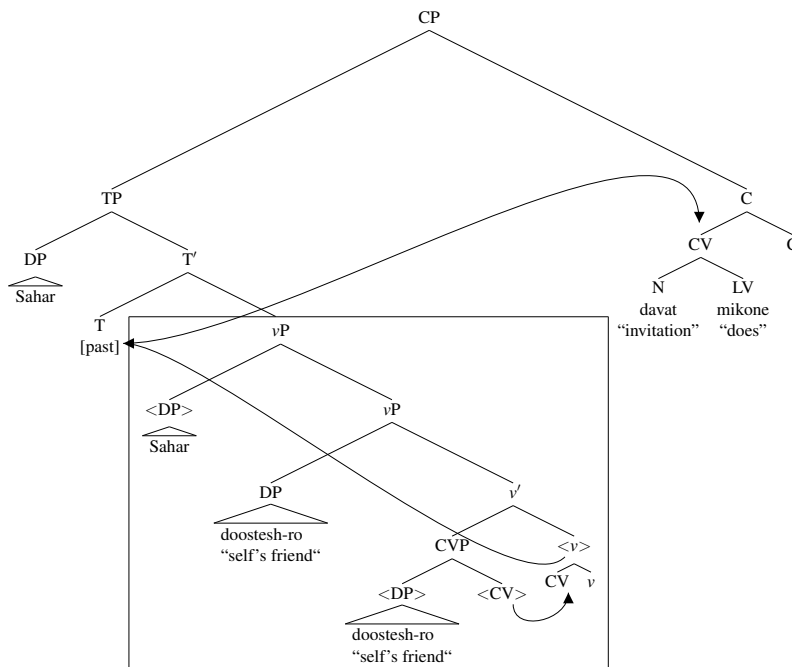 CP
TP
C
DP
T′
CV
Sahar
N
LV
T
vP
davat
mikone
[past]
“invitation”
“does”
<DP>
vP
Sahar
DP
v′
doostesh-ro
“self’s friend“
CVP
<v>
CV
v
<DP>
<CV>
doostesh-ro
“self’s friend“